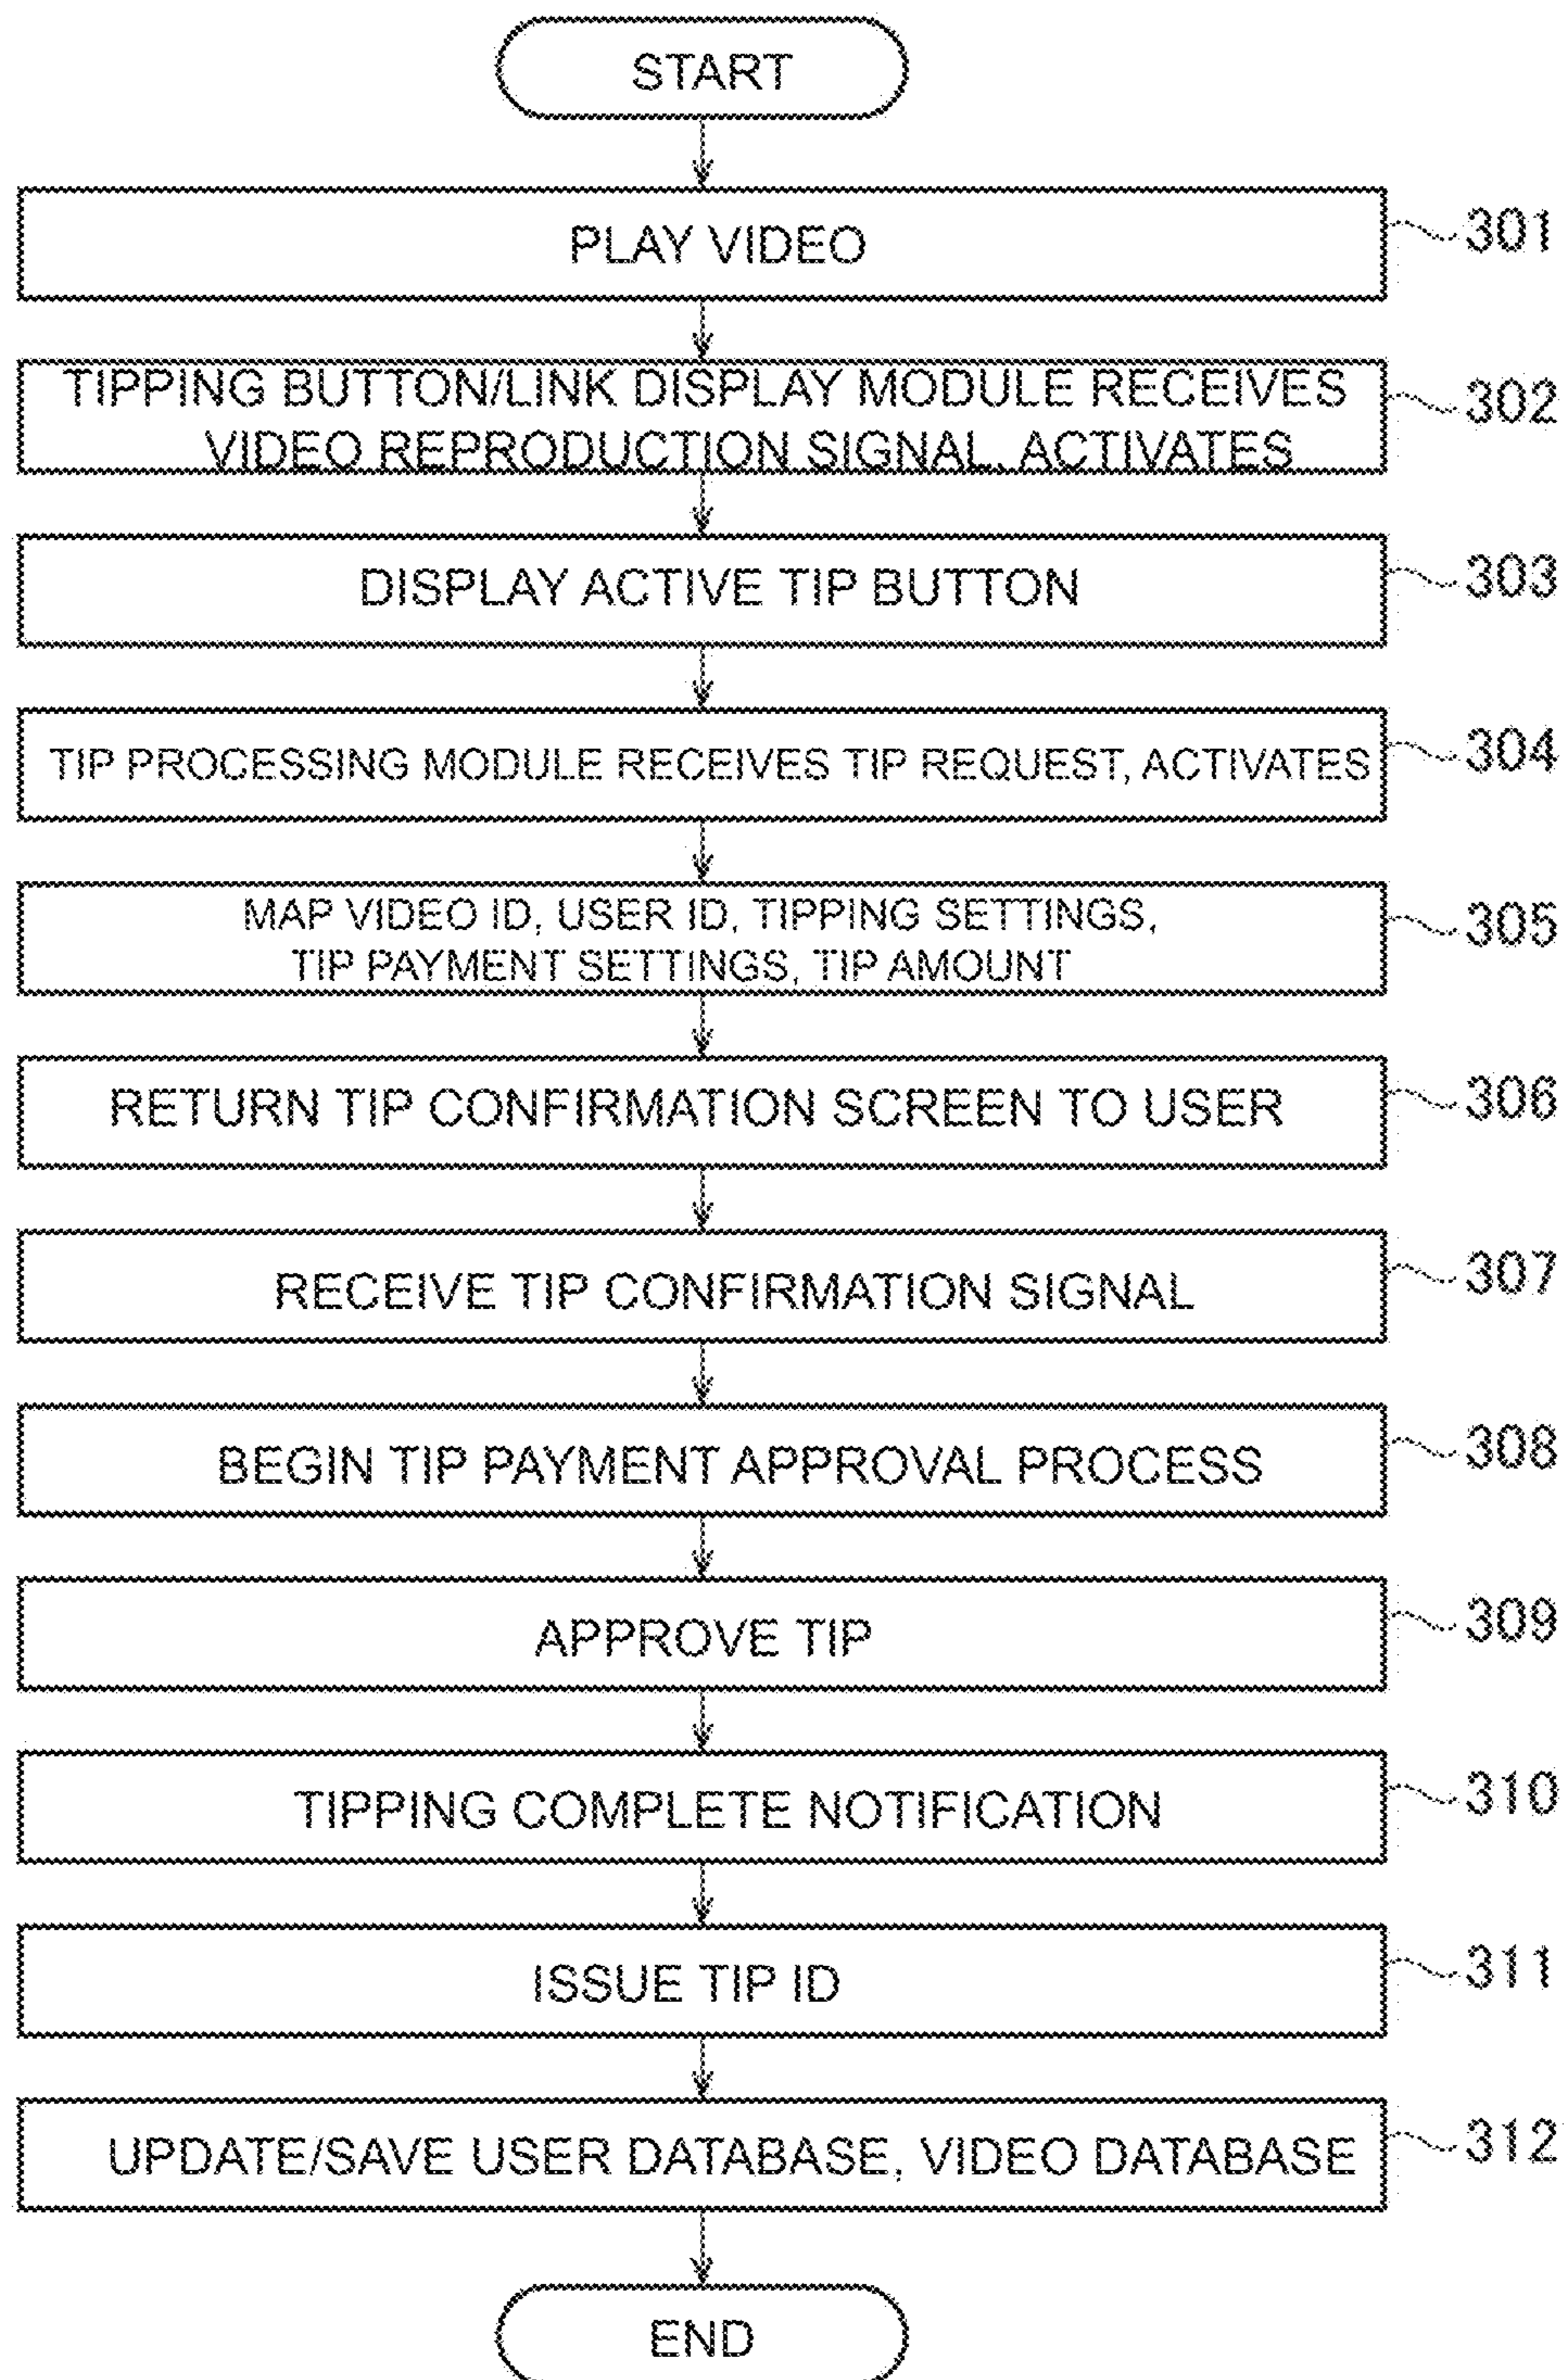 START
PLAY VIDEO
301
TIPPING BUTTON/LINK DISPLAY MODULE RECEIVES
VIDEO REPRODUCTION SIGNAL, ACTIVATES
302
DISPLAY ACTIVE TIP BUTTON
303
TIP PROCESSING MODULE RECEIVES TIP REQUEST, ACTIVATES
304
MAP VIDEO ID, USER ID, TIPPING SETTINGS,
TIP PAYMENT SETTINGS, TIP AMOUNT
305
RETURN TIP CONFIRMATION SCREEN TO USER
306
RECEIVE TIP CONFIRMATION SIGNAL
307
BEGIN TIP PAYMENT APPROVAL PROCESS
308
APPROVE TIP
309
TIPPING COMPLETE NOTIFICATION
310
ISSUE TIP ID
311
UPDATE/SAVE USER DATABASE, VIDEO DATABASE
312
END